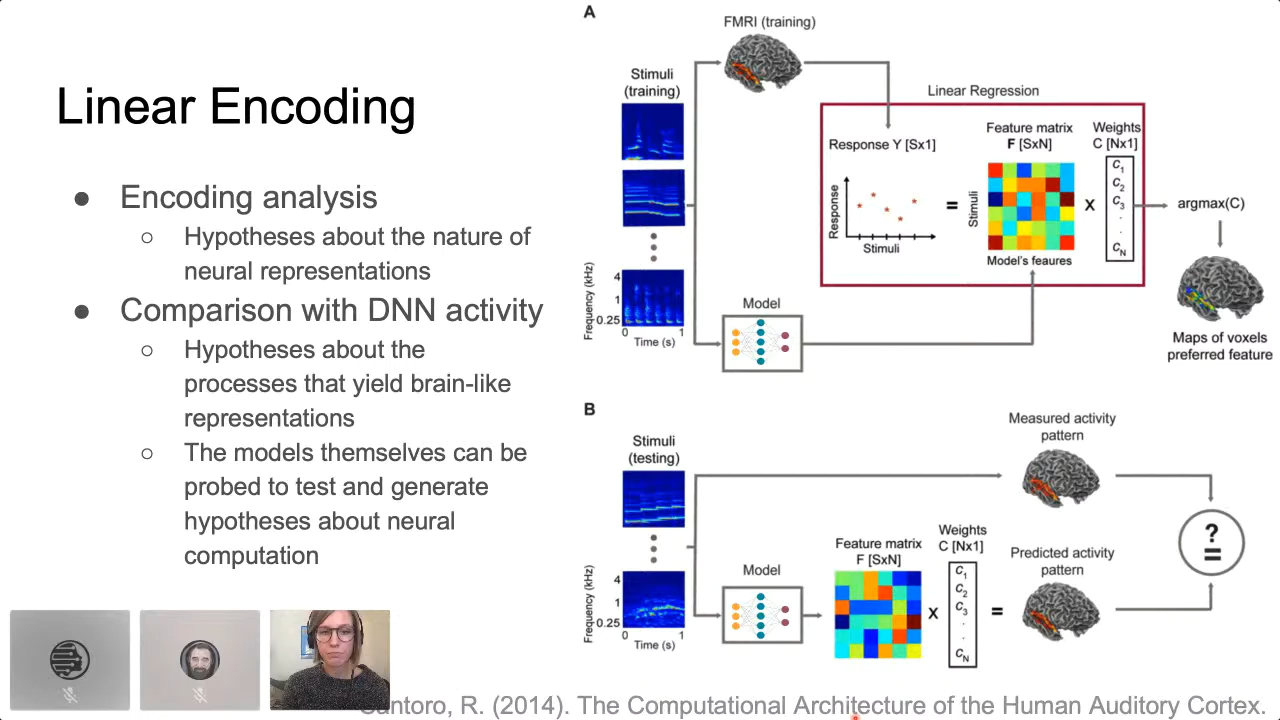 Linear Encoding
● Encoding analysis
○ Hypotheses about the nature of
neural representations
● Comparison with DNN activity
○ Hypotheses about the
processes that yield brain-like
representations
○ The models themselves can be
probed to test and generate
hypotheses about neural
computation
A
FMRI (training)
Stimuli
(training)
Linear Regression
Response Y [Sx1]
Feature matrix
F [SxN]
Weights
C [Nx1]
Response
Stimuli
=
Stimuli
X
C1
C2
C3
.
.
CN
Model's feaures
argmax(C)
Maps of voxels
preferred feature
Frequency (kHz)
4
1
0.25
0 1
Time (s)
Model
B
Stimuli
(testing)
Measured activity
pattern
Frequency (kHz)
4
1
0.25
0 1
Time (s)
Model
Feature matrix
F [SxN]
X
Weights
C [Nx1]
C1
C2
C3
.
.
CN
=
Predicted activity
pattern
?
=
R. (2014). The Computational Architecture of the Human Auditory Cortex.